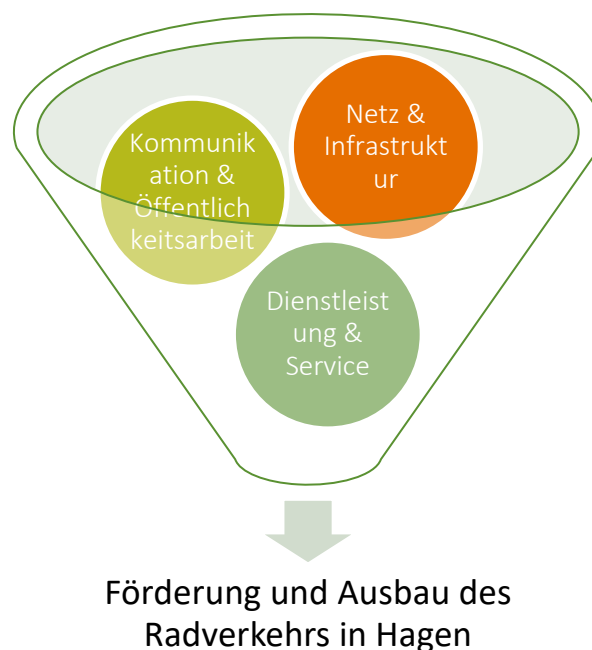 Kommunik
ation &
Öffentlich
keitsarbeit
Netz &
Infrastrukt
ur
Dienstleist
ung &
Service
Förderung und Ausbau des
Radverkehrs in Hagen